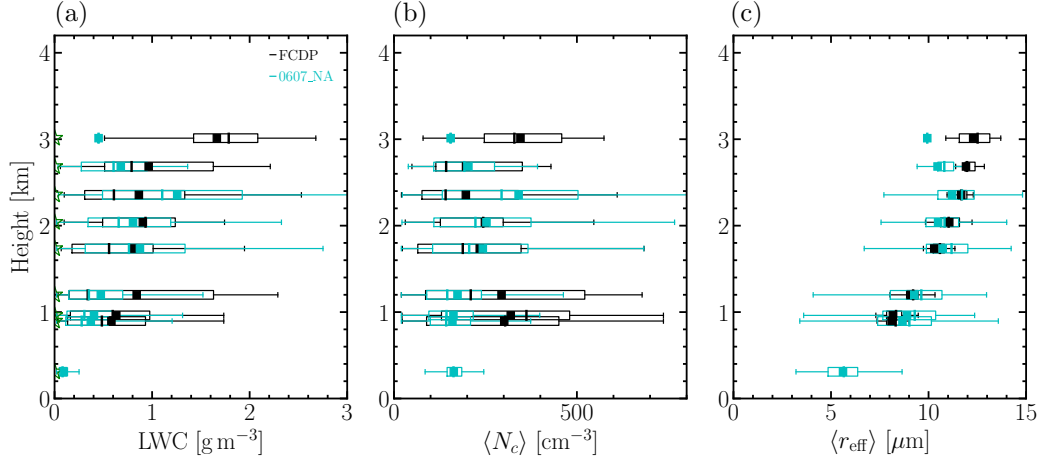 (a)
(b)
(c)
FCDP
0607_NA
Height [km]
4
3
2
1
0
4
3
2
1
0
4
3
2
1
0
0 1 2 3
0 500
0 5 10 15
LWC [g m⁻³]
⟨N_c⟩ [cm⁻³]
⟨r_eff⟩ [μm]